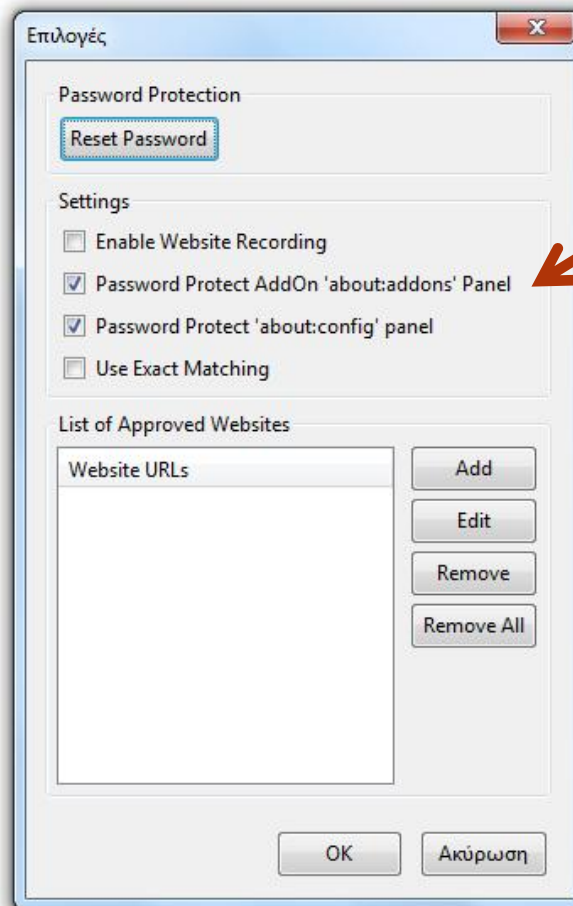 Επιλογές
Password Protection
Reset Password
Settings
Enable Website Recording
Password Protect AddOn 'about:addons' Panel
Password Protect 'about:config' panel
Use Exact Matching
List of Approved Websites
Website URLs
Add
Edit
Remove
Remove All
OK
Ακύρωση